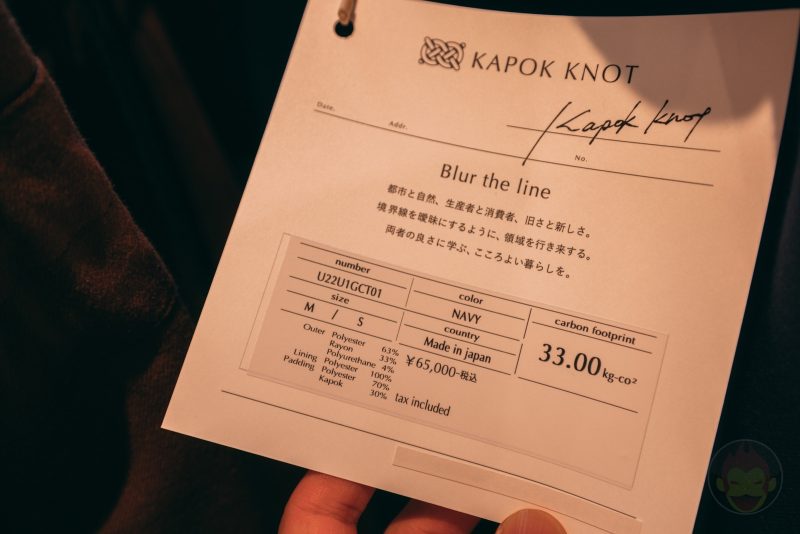 KAPOK KNOT
Kapok Knot
Date.
Addr.
No.
Blur the line
都市と自然、生産者と消費者、旧さと新しさ。
境界線を曖昧にするように、領域を行き来する。
両者の良さに学ぶ、こころよい暮らしを。
number
U22U1GCT01
size
M / S
color
NAVY
country
Made in japan
carbon footprint
33.00kg-co²
Outer Polyester 63%
Rayon 33%
Polyurethane 4%
Lining Polyester 100%
Padding Polyester 70%
Kapok 30%
¥65,000-税込
tax included